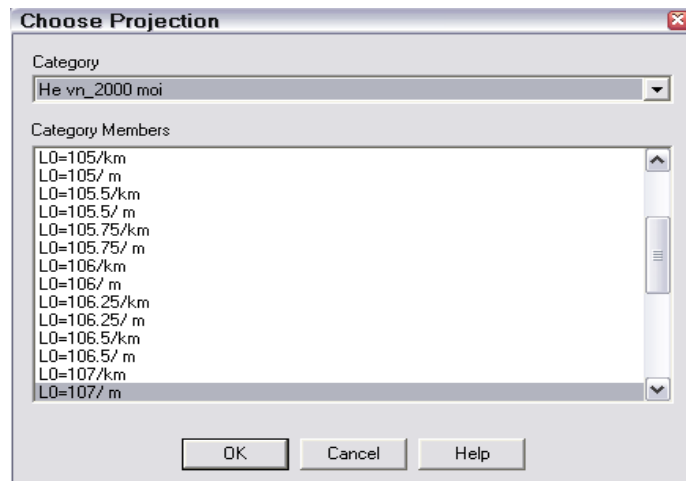 Choose Projection
Category
He vn_2000 moi
Category Members
L0=105/km
L0=105/ m
L0=105.5/km
L0=105.5/ m
L0=105.75/km
L0=105.75/ m
L0=106/km
L0=106/ m
L0=106.25/km
L0=106.25/ m
L0=106.5/km
L0=106.5/ m
L0=107/km
L0=107/ m
OK Cancel Help